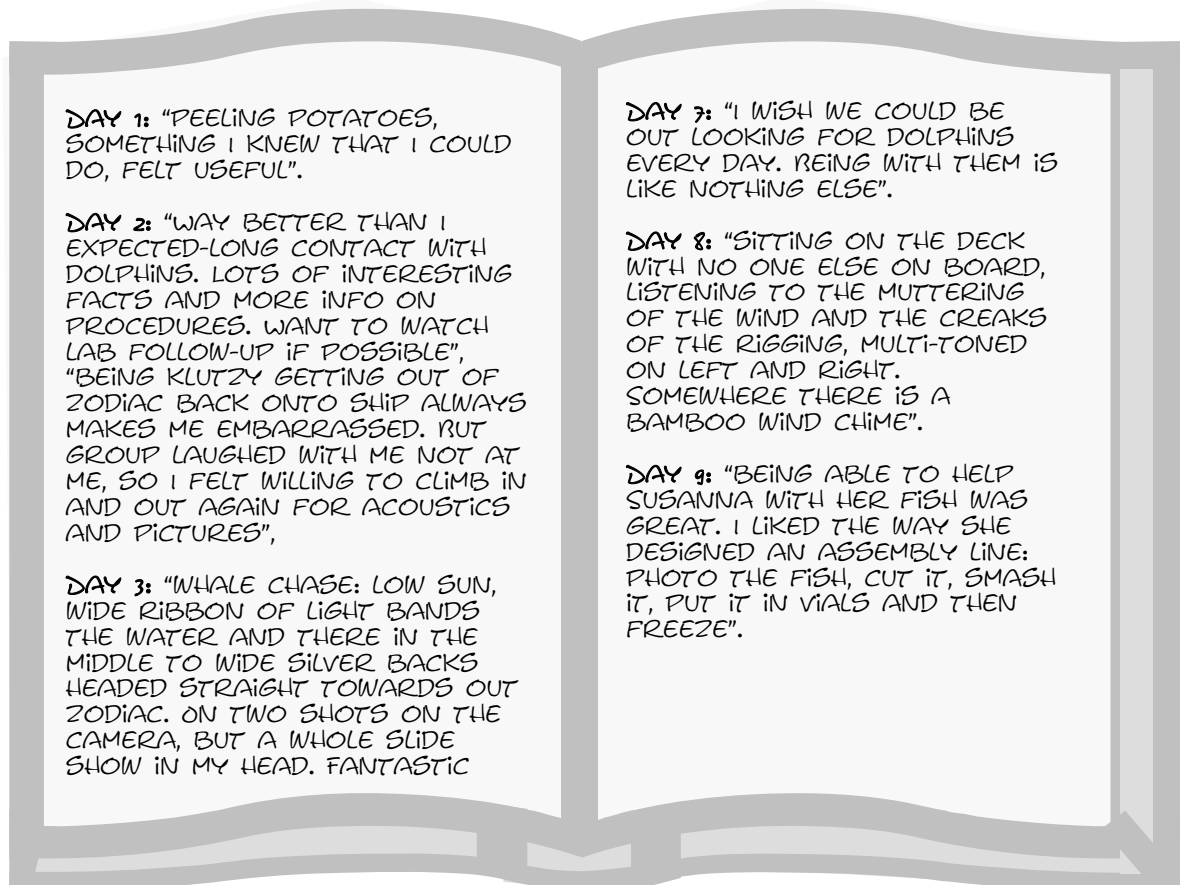 DAY 1: “PEELING POTATOES,
SOMETHING I KNEW THAT I COULD
DO, FELT USEFUL”.
DAY 2: “WAY BETTER THAN I
EXPECTED-LONG CONTACT WITH
DOLPHINS. LOTS OF INTERESTING
FACTS AND MORE INFO ON
PROCEDURES. WANT TO WATCH
LAB FOLLOW-UP IF POSSIBLE”,
“BEING KLUTZY GETTING OUT OF
ZODIAC BACK ONTO SHIP ALWAYS
MAKES ME EMBARRASSED. BUT
GROUP LAUGHED WITH ME NOT AT
ME, SO I FELT WILLING TO CLIMB IN
AND OUT AGAIN FOR ACOUSTICS
AND PICTURES”,
DAY 3: “WHALE CHASE: LOW SUN,
WIDE RIBBON OF LIGHT BANDS
THE WATER AND THERE IN THE
MIDDLE TO WIDE SILVER BACKS
HEADED STRAIGHT TOWARDS OUT
ZODIAC. ON TWO SHOTS ON THE
CAMERA, BUT A WHOLE SLIDE
SHOW IN MY HEAD. FANTASTIC
DAY 7: “I WISH WE COULD BE
OUT LOOKING FOR DOLPHINS
EVERY DAY. BEING WITH THEM IS
LIKE NOTHING ELSE”.
DAY 8: “SITTING ON THE DECK
WITH NO ONE ELSE ON BOARD,
LISTENING TO THE MUTTERING
OF THE WIND AND THE CREAKS
OF THE RIGGING, MULTI-TONED
ON LEFT AND RIGHT.
SOMEWHERE THERE IS A
BAMBOO WIND CHIME”.
DAY 9: “BEING ABLE TO HELP
SUSANNA WITH HER FISH WAS
GREAT. I LIKED THE WAY SHE
DESIGNED AN ASSEMBLY LINE:
PHOTO THE FISH, CUT IT, SMASH
IT, PUT IT IN VIALS AND THEN
FREEZE”.